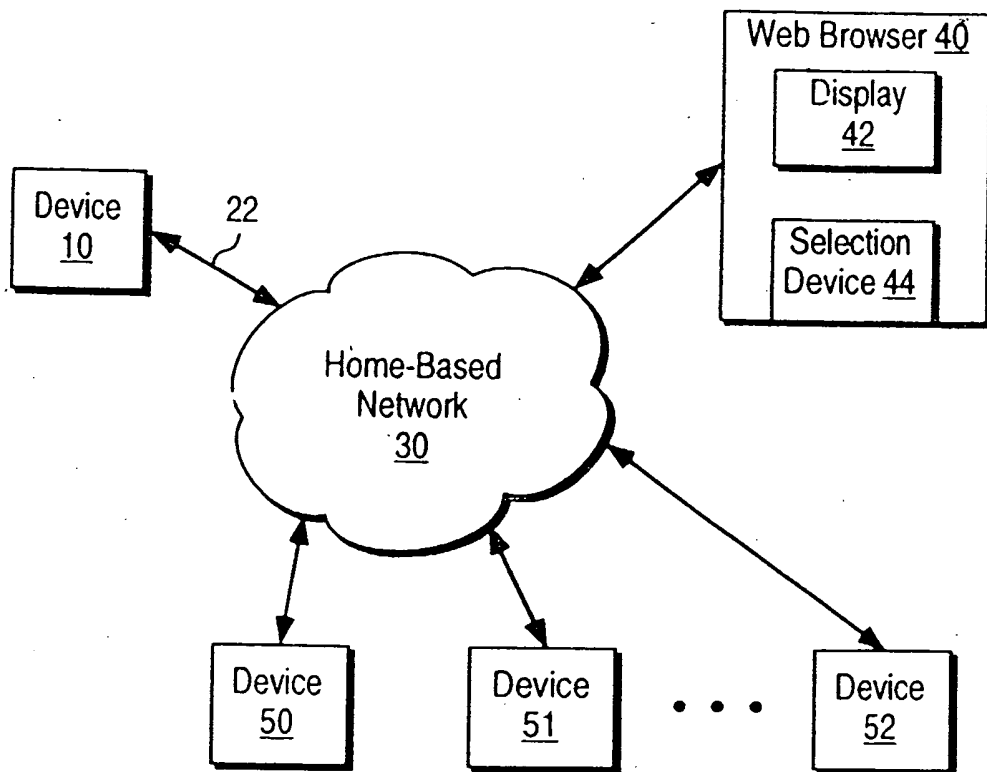 Web Browser 40
Display
42
Selection
Device 44
Device
10
22
Home-Based
Network
30
Device
50
Device
51
Device
52